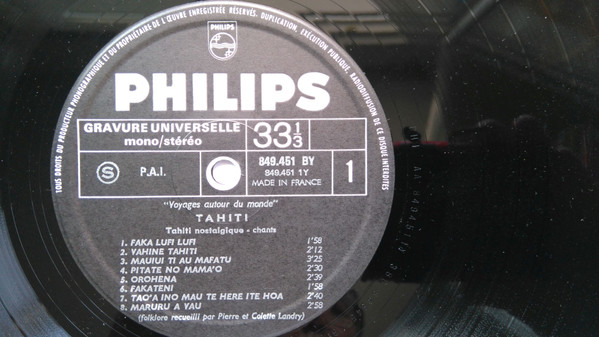 TOUS DROITS DU PRODUCTEUR PHONOGRAPHIQUE ET DU PROPRIÉTAIRE DE L'ŒUVRE ENREGISTRÉE RÉSERVÉS. DUPLICATION, EXÉCUTION PUBLIQUE, RADIODIFFUSION DE CE DISQUE INTERDITES
PHILIPS
PHILIPS
GRAVURE UNIVERSELLE
mono/stéréo
33 1/3
S
P.A.I.
849.451 BY
849.451 1Y
MADE IN FRANCE
1
"Voyages autour du monde"
TAHITI
Tahiti nostalgique - chants
1. FAKA LUFI LUFI 1'58
2. VAHINE TAHITI 2'12
3. MAUIUI TI AU MAFATU 3'25
4. PITATE NO MAMA'O 2'30
5. OROHENA 2'39
6. FAKATENI 1'58
7. TAO'A INO MAU TE HERE ITE HOA 2'40
8. MARURU A VAU 2'58
(folklore recueilli par Pierre et Colette Landry)